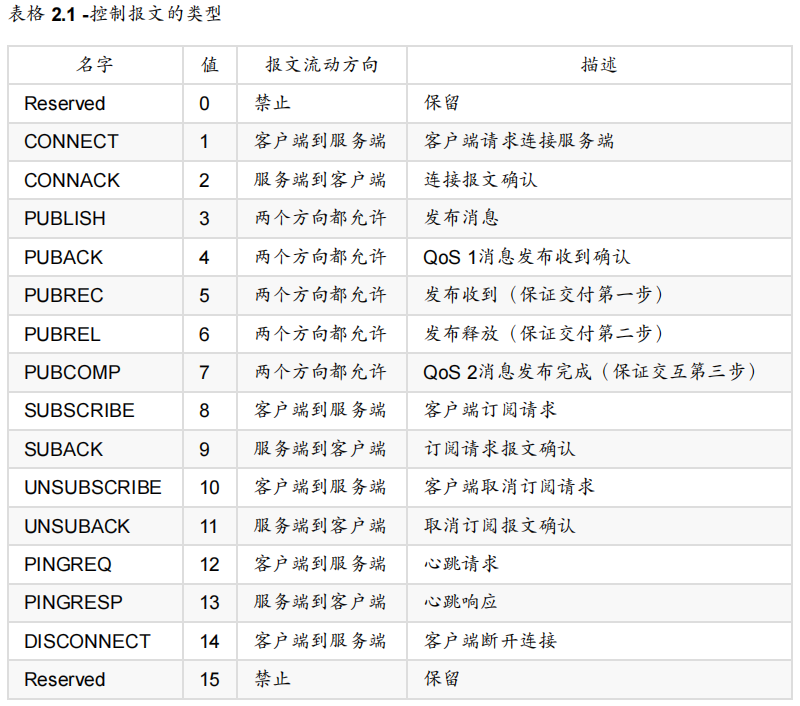 表格 2.1 -控制报文的类型
名字 值 报文流动方向 描述
Reserved 0 禁止 保留
CONNECT 1 客户端到服务端 客户端请求连接服务端
CONNACK 2 服务端到客户端 连接报文确认
PUBLISH 3 两个方向都允许 发布消息
PUBACK 4 两个方向都允许 QoS 1消息发布收到确认
PUBREC 5 两个方向都允许 发布收到（保证交付第一步）
PUBREL 6 两个方向都允许 发布释放（保证交付第二步）
PUBCOMP 7 两个方向都允许 QoS 2消息发布完成（保证交互第三步）
SUBSCRIBE 8 客户端到服务端 客户端订阅请求
SUBACK 9 服务端到客户端 订阅请求报文确认
UNSUBSCRIBE 10 客户端到服务端 客户端取消订阅请求
UNSUBACK 11 服务端到客户端 取消订阅报文确认
PINGREQ 12 客户端到服务端 心跳请求
PINGRESP 13 服务端到客户端 心跳响应
DISCONNECT 14 客户端到服务端 客户端断开连接
Reserved 15 禁止 保留